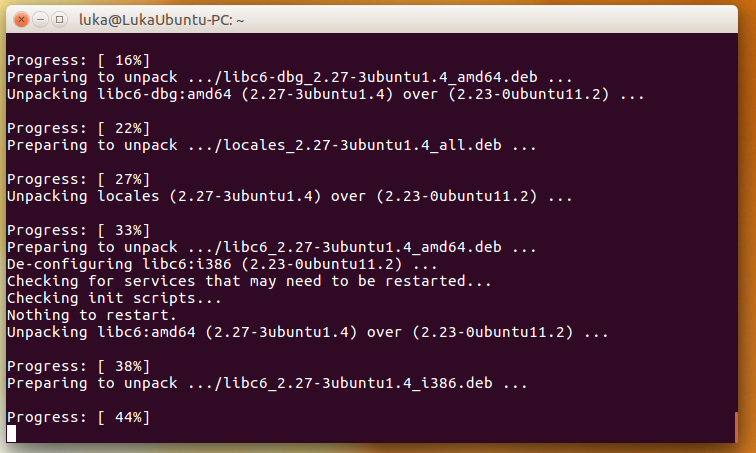 luka@LukaUbuntu-PC: ~
Progress: [ 16%]
Preparing to unpack .../libc6-dbg_2.27-3ubuntu1.4_amd64.deb ...
Unpacking libc6-dbg:amd64 (2.27-3ubuntu1.4) over (2.23-0ubuntu11.2) ...
Progress: [ 22%]
Preparing to unpack .../locales_2.27-3ubuntu1.4_all.deb ...
Progress: [ 27%]
Unpacking locales (2.27-3ubuntu1.4) over (2.23-0ubuntu11.2) ...
Progress: [ 33%]
Preparing to unpack .../libc6_2.27-3ubuntu1.4_amd64.deb ...
De-configuring libc6:i386 (2.23-0ubuntu11.2) ...
Checking for services that may need to be restarted...
Checking init scripts...
Nothing to restart.
Unpacking libc6:amd64 (2.27-3ubuntu1.4) over (2.23-0ubuntu11.2) ...
Progress: [ 38%]
Preparing to unpack .../libc6_2.27-3ubuntu1.4_i386.deb ...
Progress: [ 44%]